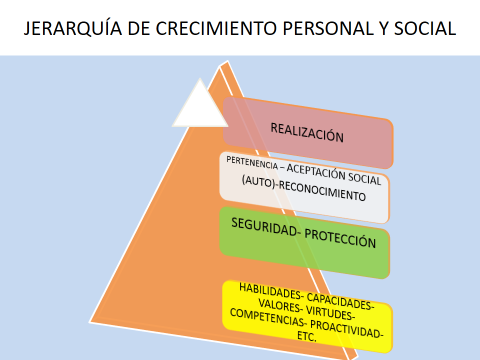 JERARQUÍA DE CRECIMIENTO PERSONAL Y SOCIAL
REALIZACIÓN
PERTENENCIA – ACEPTACIÓN SOCIAL
(AUTO)-RECONOCIMIENTO
SEGURIDAD- PROTECCIÓN
HABILIDADES- CAPACIDADES-
VALORES- VIRTUDES-
COMPETENCIAS- PROACTIVIDAD-
ETC.